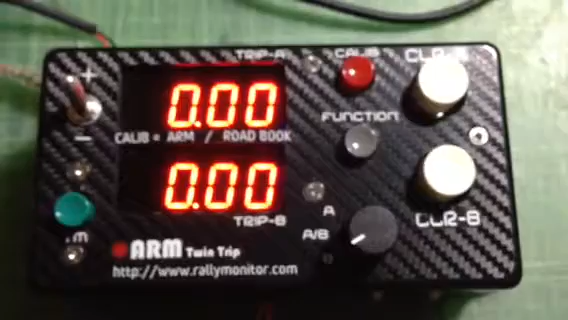 TRIP-A
CALIB
CLR-A
+
0.00
FUNCTION
CALIB = ARM / ROAD BOOK
−
0.00
TRIP-B
A
A/B
CLR-B
ARM Twin Trip
http://www.rallymonitor.com